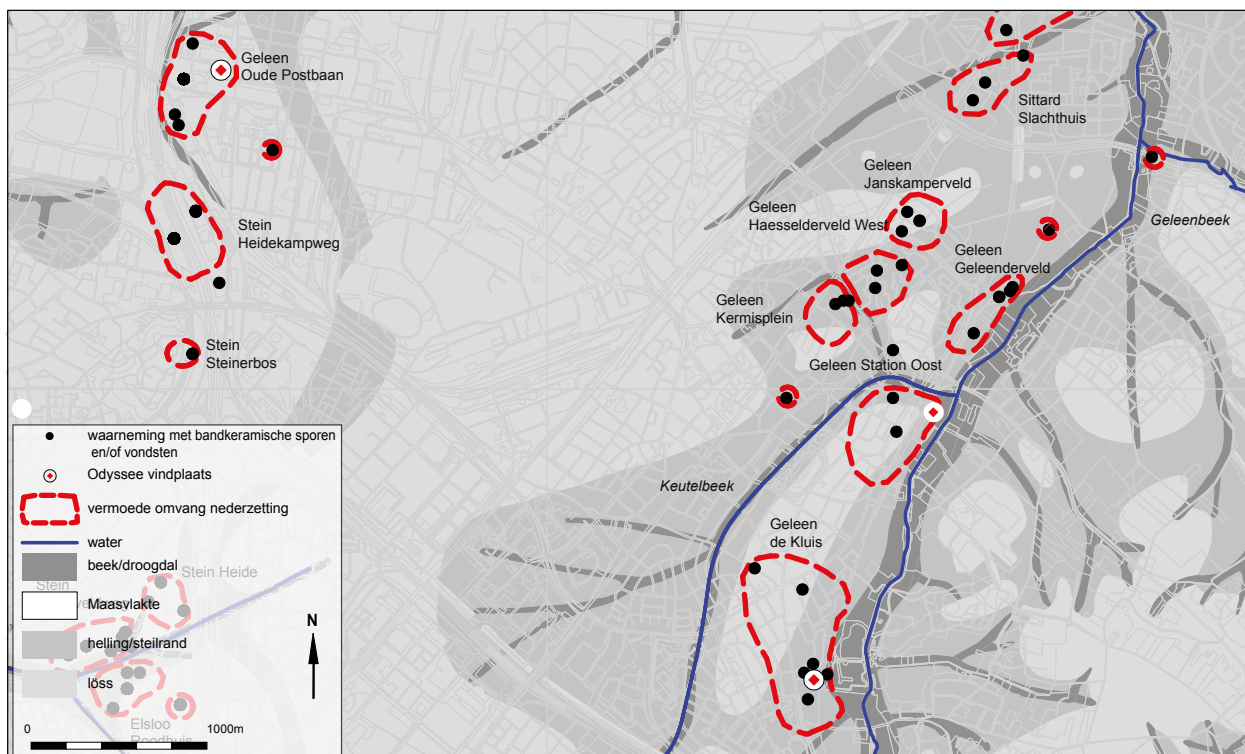 Geleen
Oude Postbaan
Sittard
Slachthuis
Geleen
Janskamperveld
Geleen
Haesselderveld West
Geleenbeek
Stein
Heidekampweg
Geleen
Geleenderveld
Geleen
Kermisplein
Stein
Steinerbos
Geleen Station Oost
Keutelbeek
Geleen
de Kluis
waarneming met bandkeramische sporen
en/of vondsten
Odyssee vindplaats
vermoede omvang nederzetting
water
beek/droogdal
Maasvlakte
helling/steilrand
löss
Stein Heide
Stein
Elsloo
N
0 1000m